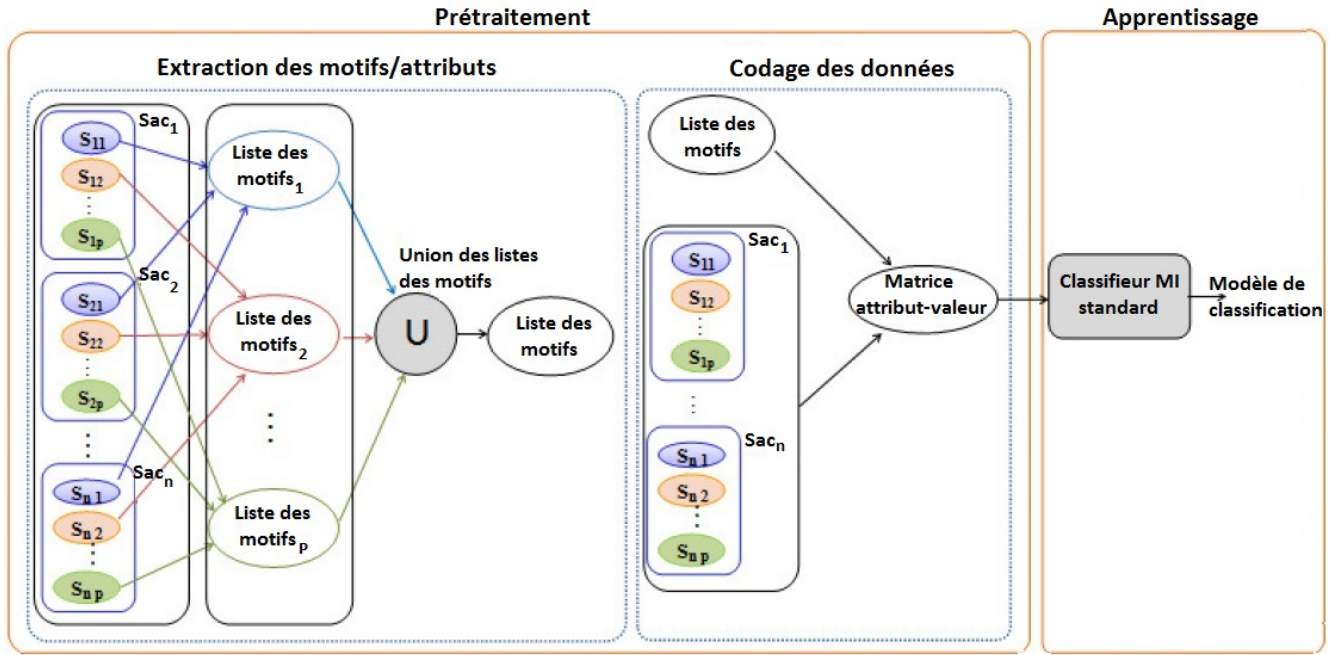 Prétraitement
Apprentissage
Extraction des motifs/attributs
Codage des données
Sac1
S11
S12
S1p
Sac2
S21
S22
S2p
Sacn
Sn 1
Sn 2
Sn p
Liste des
motifs1
Liste des
motifs2
Liste des
motifsp
Union des listes
des motifs
U
Liste des
motifs
Liste des
motifs
Sac1
S11
S12
S1p
Sacn
Sn 1
Sn 2
Sn p
Matrice
attribut-valeur
Classifieur MI
standard
Modèle de
classification